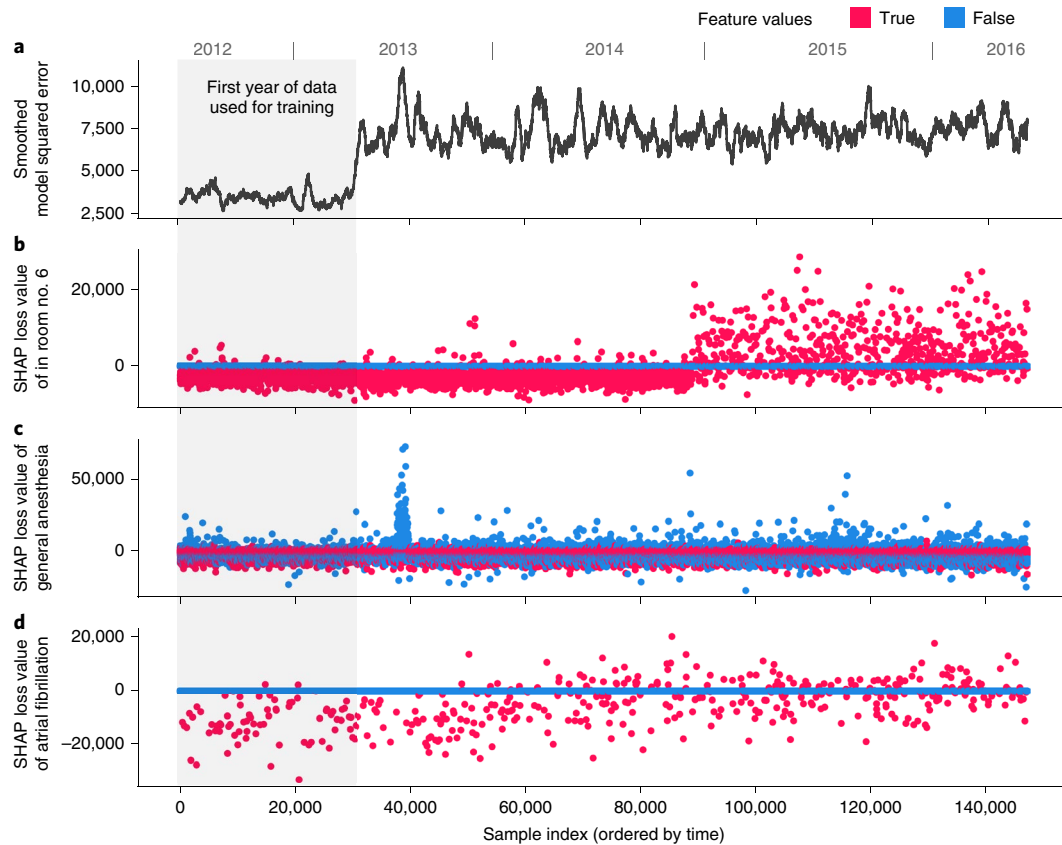 Feature values True False
a
2012 2013 2014 2015 2016
First year of data
used for training
Smoothed
model squared error
10,000
7,500
5,000
2,500
b
SHAP loss value
of in room no. 6
20,000
0
c
SHAP loss value of
general anesthesia
50,000
0
d
SHAP loss value
of atrial fibrillation
20,000
0
−20,000
0 20,000 40,000 60,000 80,000 100,000 120,000 140,000
Sample index (ordered by time)